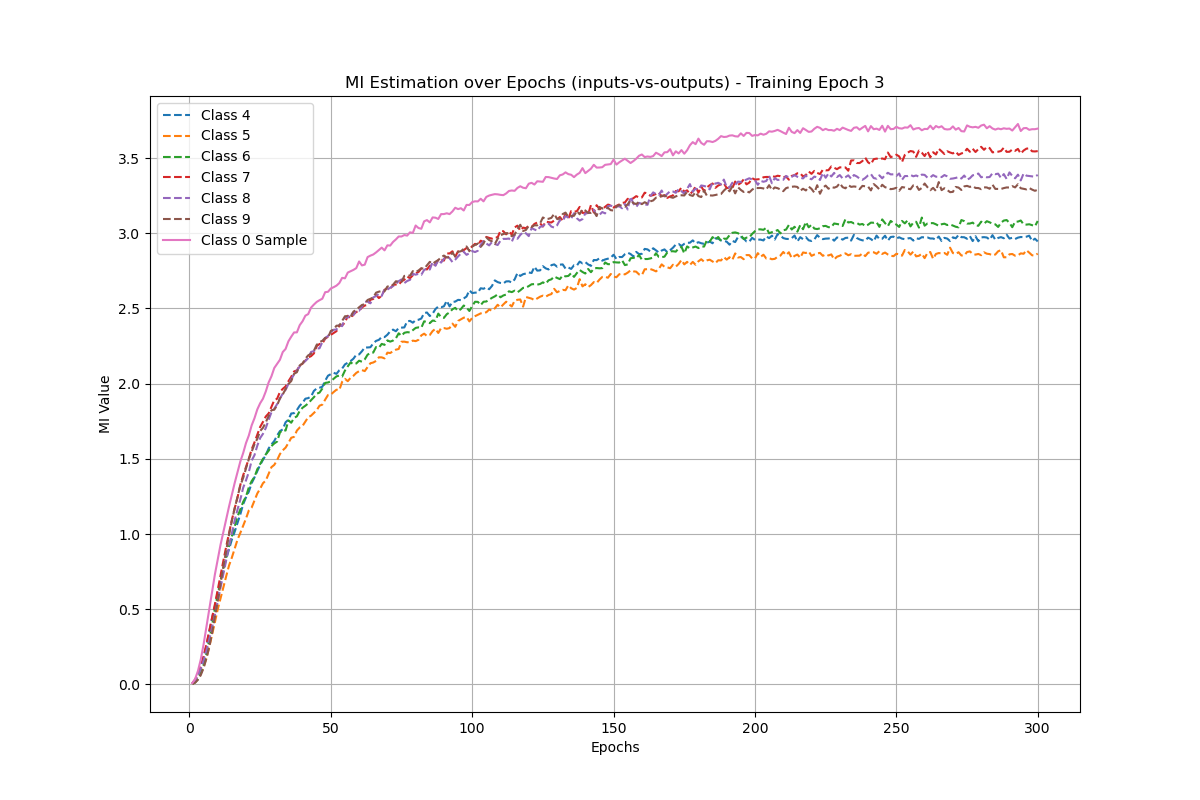 MI Estimation over Epochs (inputs-vs-outputs) - Training Epoch 3
Class 4
Class 5
Class 6
Class 7
Class 8
Class 9
Class 0 Sample
MI Value
3.5
3.0
2.5
2.0
1.5
1.0
0.5
0.0
0 50 100 150 200 250 300
Epochs